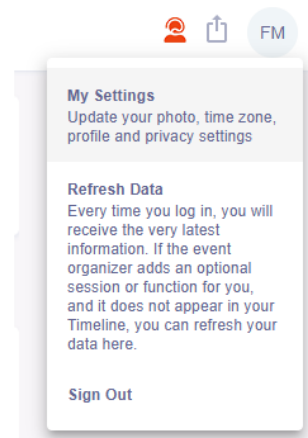 FM
My Settings
Update your photo, time zone,
profile and privacy settings
Refresh Data
Every time you log in, you will
receive the very latest
information. If the event
organizer adds an optional
session or function for you,
and it does not appear in your
Timeline, you can refresh your
data here.
Sign Out